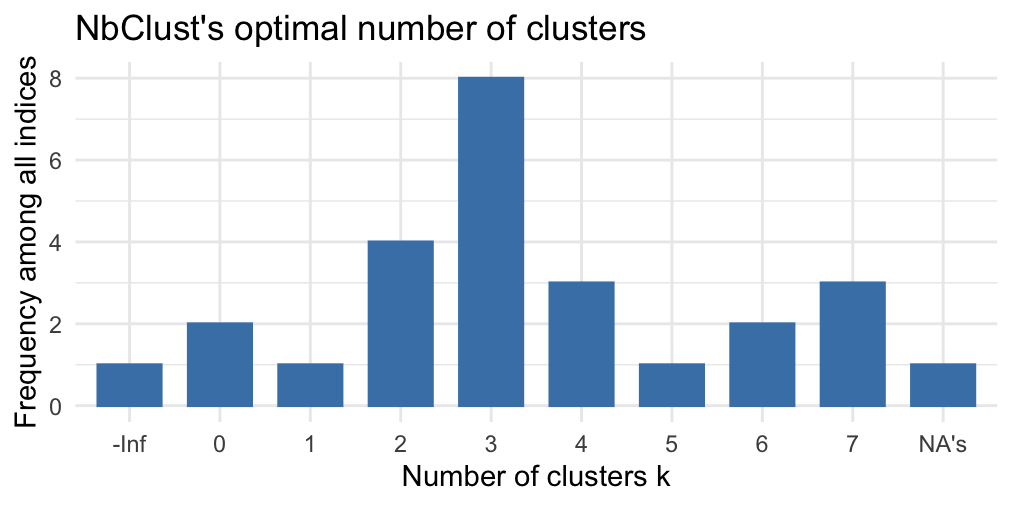 NbClust's optimal number of clusters
Frequency among all indices
8
6
4
2
0
-Inf 0 1 2 3 4 5 6 7 NA's
Number of clusters k